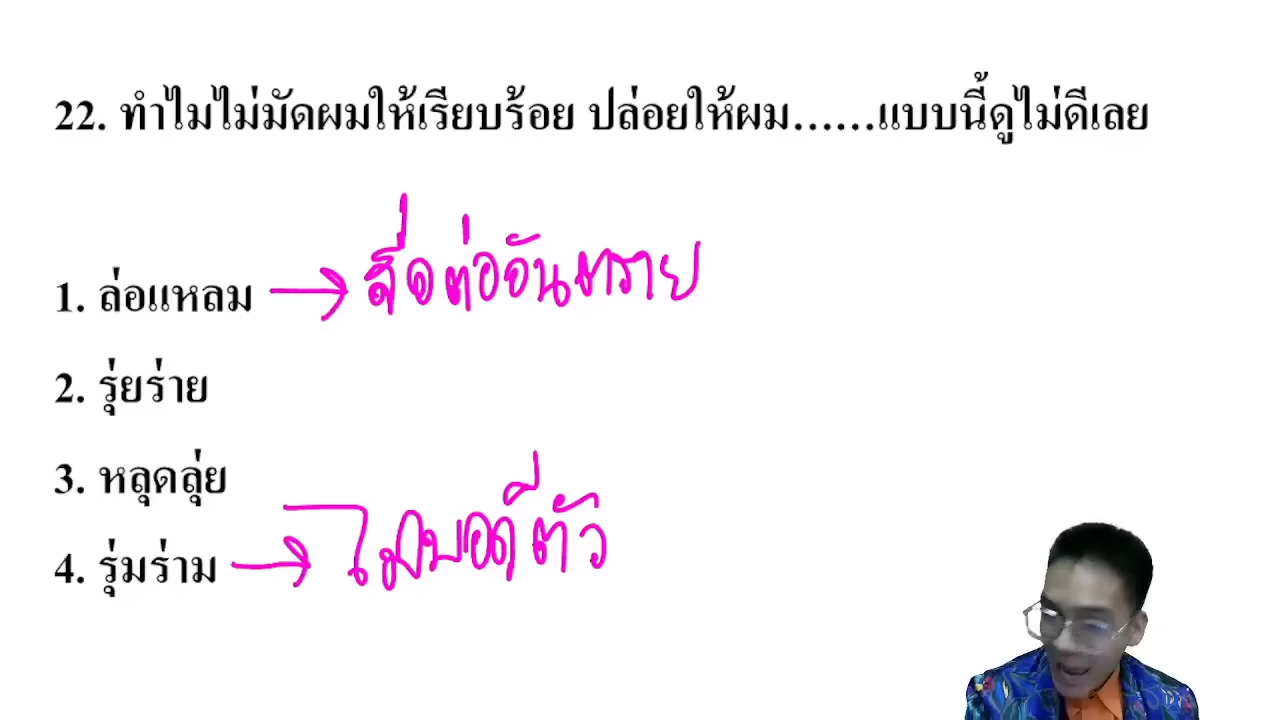 22. ทำไมไม่มัดผมให้เรียบร้อย ปล่อยให้ผม......แบบนี้ดูไม่ดีเลย
1. ล่อแหลม → สื่อต่ออันตราย
2. รุ่ยร่าย
3. หลุดลุ่ย
4. รุ่มร่าม → ไม่พอดีตัว